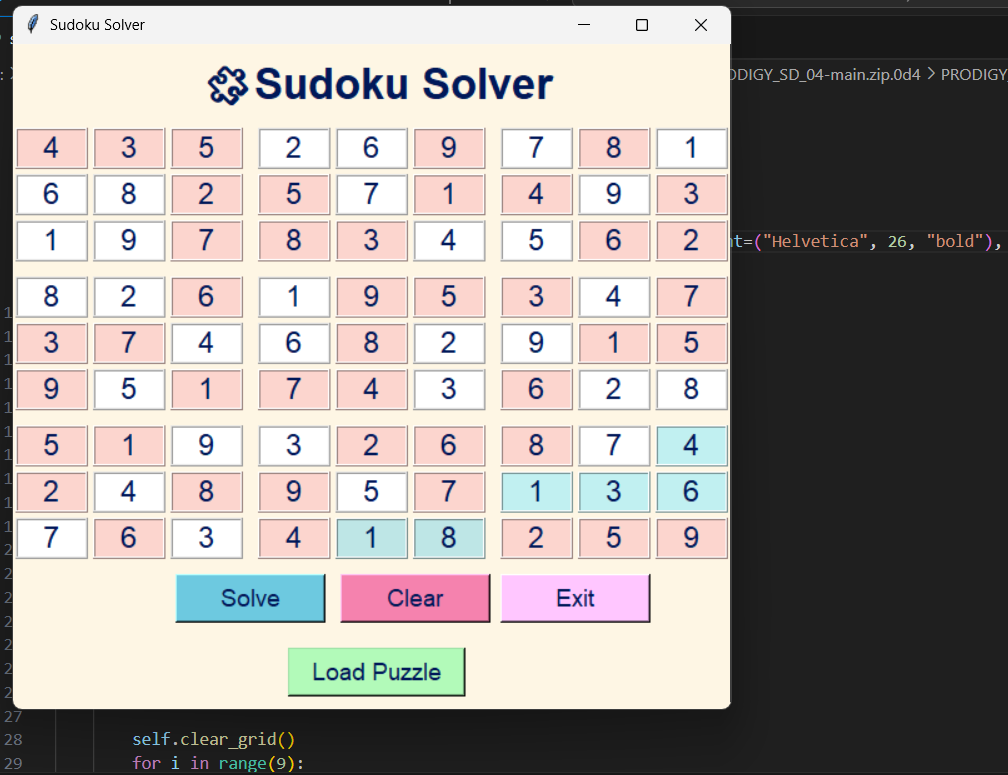 Sudoku Solver
ODIGY_SD_04-main.zip.0d4 > PRODIGY_
Sudoku Solver
4 3 5 2 6 9 7 8 1
6 8 2 5 7 1 4 9 3
1 9 7 8 3 4 5 6 2
nt=("Helvetica", 26, "bold"),
8 2 6 1 9 5 3 4 7
3 7 4 6 8 2 9 1 5
9 5 1 7 4 3 6 2 8
5 1 9 3 2 6 8 7 4
2 4 8 9 5 7 1 3 6
7 6 3 4 1 8 2 5 9
Solve Clear Exit
Load Puzzle
27
28 self.clear_grid()
29 for i in range(9):